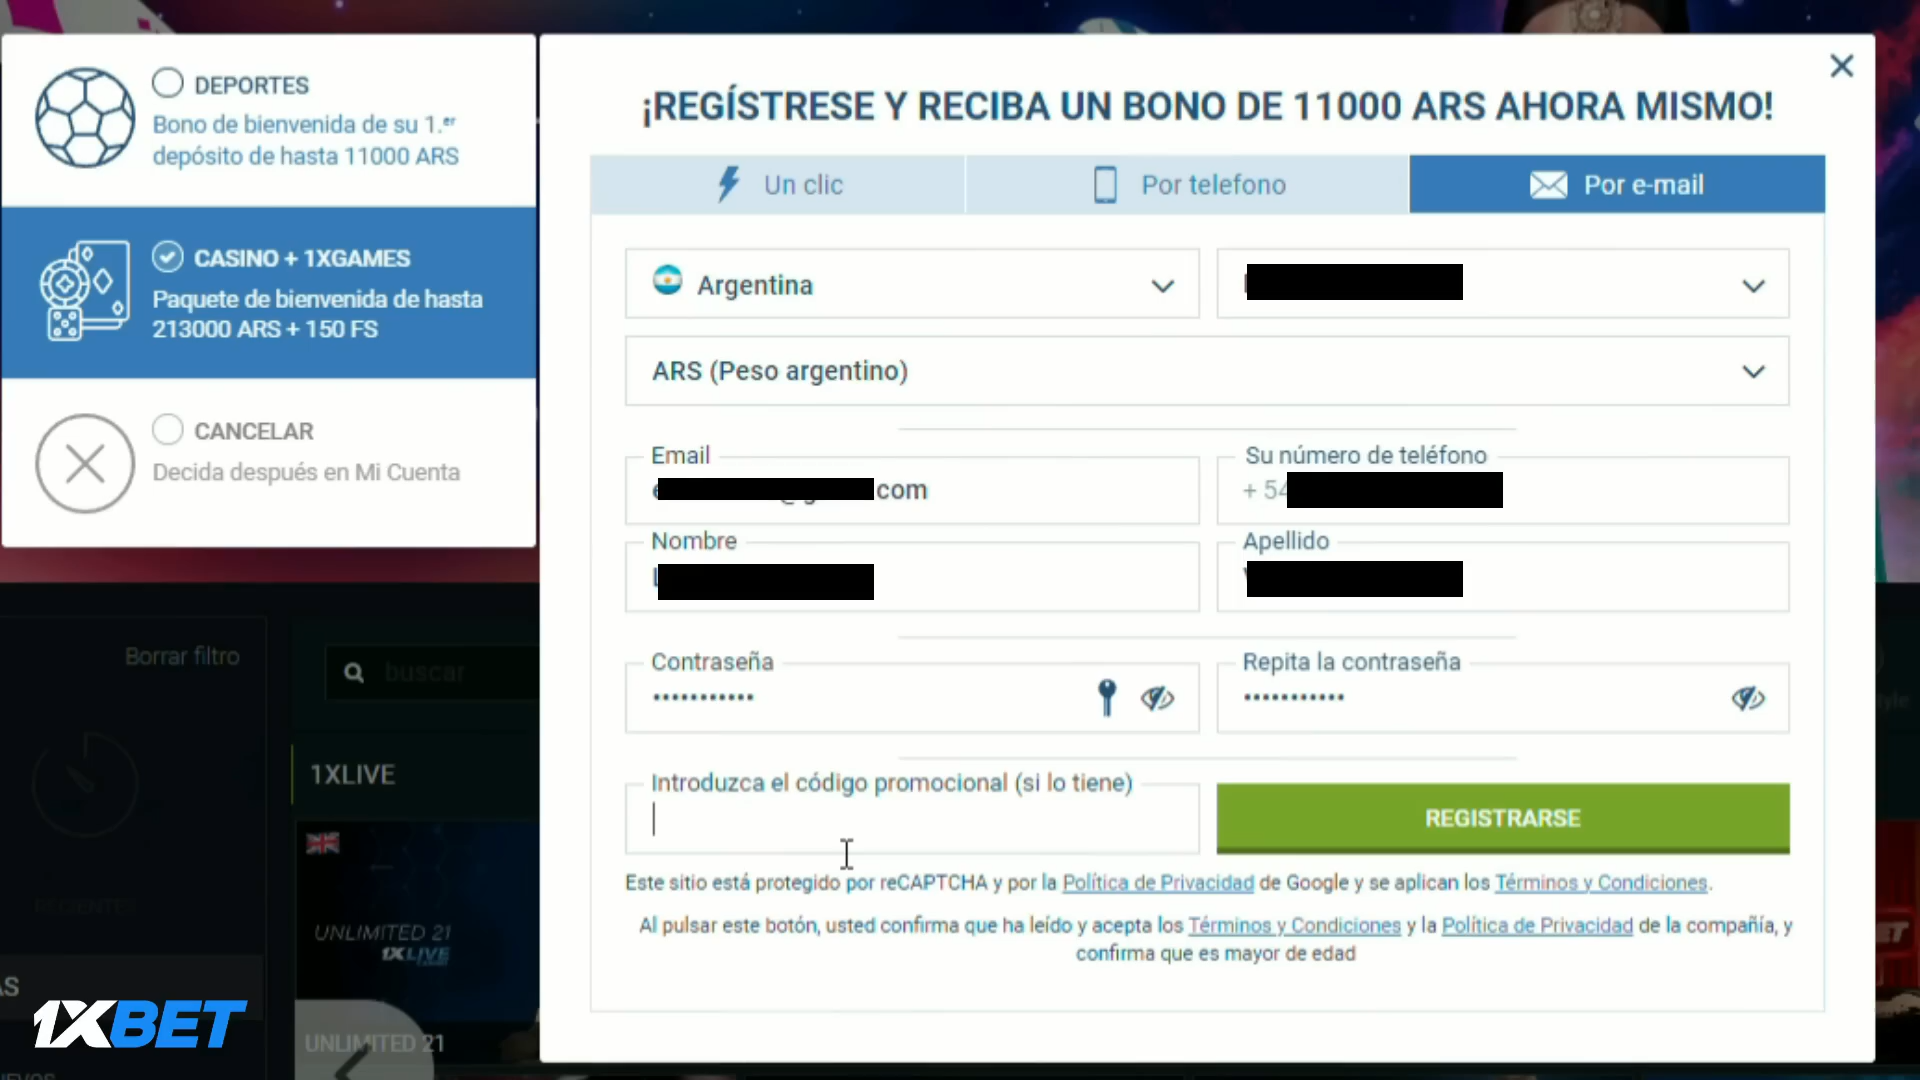 DEPORTES
Bono de bienvenida de su 1.er
depósito de hasta 11000 ARS
CASINO + 1XGAMES
Paquete de bienvenida de hasta
213000 ARS + 150 FS
CANCELAR
Decida después en Mi Cuenta
¡REGÍSTRESE Y RECIBA UN BONO DE 11000 ARS AHORA MISMO!
Un clic
Por telefono
Por e-mail
Argentina
ARS (Peso argentino)
Email
com
Su número de teléfono
+ 54
Nombre
Apellido
Contraseña
Repita la contraseña
Introduzca el código promocional (si lo tiene)
REGISTRARSE
Este sitio está protegido por reCAPTCHA y por la Política de Privacidad de Google y se aplican los Términos y Condiciones.
Al pulsar este botón, usted confirma que ha leído y acepta los Términos y Condiciones y la Política de Privacidad de la compañía, y
confirma que es mayor de edad
Borrar filtro
buscar
1XLIVE
RECIENTES
UNLIMITED 21
1XLIVE
UNLIMITED 21
1XBET